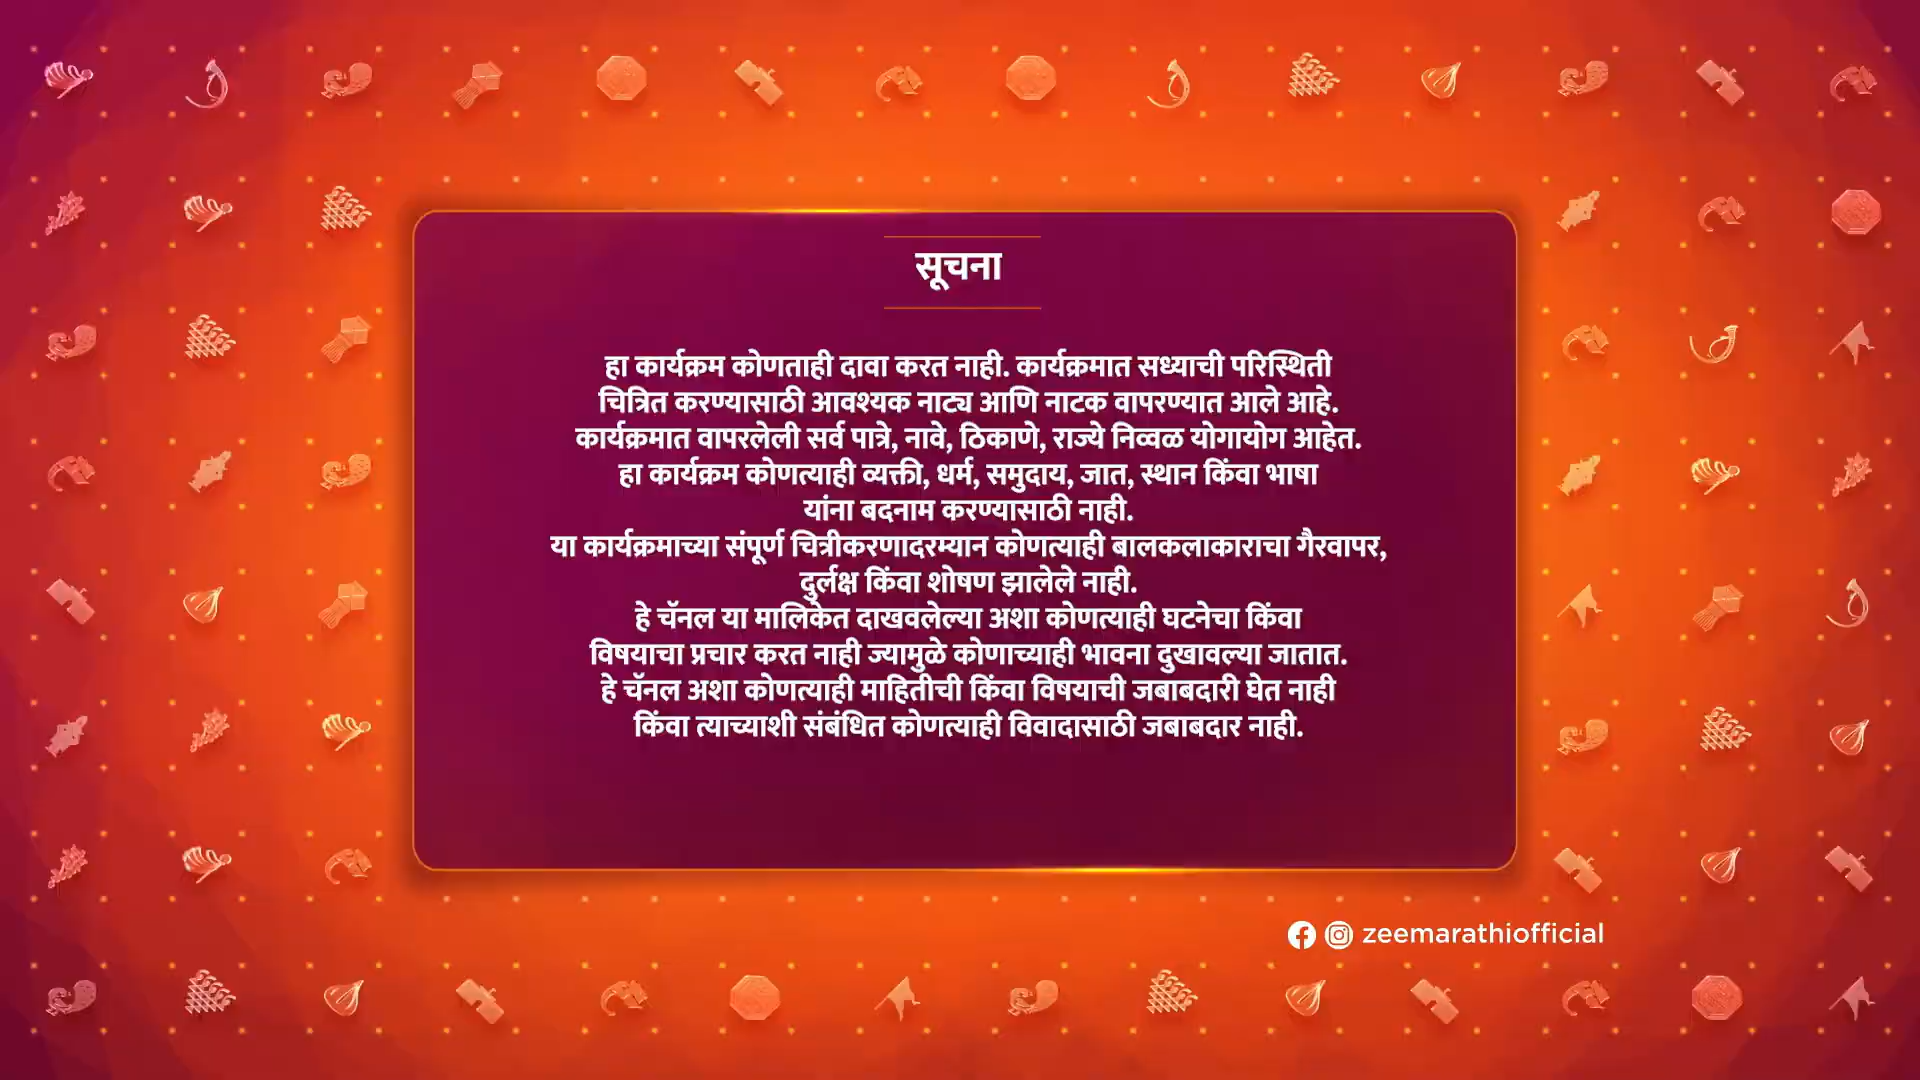 सूचना
हा कार्यक्रम कोणताही दावा करत नाही. कार्यक्रमात सध्याची परिस्थिती
चित्रित करण्यासाठी आवश्यक नाट्य आणि नाटक वापरण्यात आले आहे.
कार्यक्रमात वापरलेली सर्व पात्रे, नावे, ठिकाणे, राज्ये निव्वळ योगायोग आहेत.
हा कार्यक्रम कोणत्याही व्यक्ती, धर्म, समुदाय, जात, स्थान किंवा भाषा
यांना बदनाम करण्यासाठी नाही.
या कार्यक्रमाच्या संपूर्ण चित्रीकरणादरम्यान कोणत्याही बालकलाकाराचा गैरवापर,
दुर्लक्ष किंवा शोषण झालेले नाही.
हे चॅनल या मालिकेत दाखवलेल्या अशा कोणत्याही घटनेचा किंवा
विषयाचा प्रचार करत नाही ज्यामुळे कोणाच्याही भावना दुखावल्या जातात.
हे चॅनल अशा कोणत्याही माहितीची किंवा विषयाची जबाबदारी घेत नाही
किंवा त्याच्याशी संबंधित कोणत्याही विवादासाठी जबाबदार नाही.
zeemarathiofficial